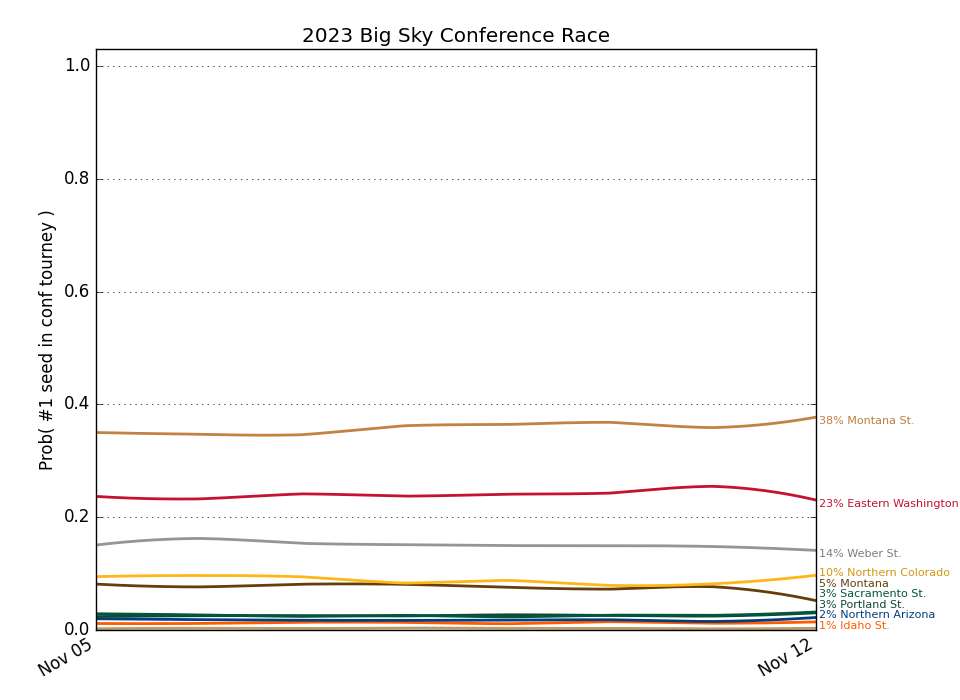 2023 Big Sky Conference Race
Prob( #1 seed in conf tourney )
1.0
0.8
0.6
0.4
0.2
0.0
Nov 05
Nov 12
38% Montana St.
23% Eastern Washington
14% Weber St.
10% Northern Colorado
5% Montana
3% Sacramento St.
3% Portland St.
2% Northern Arizona
1% Idaho St.